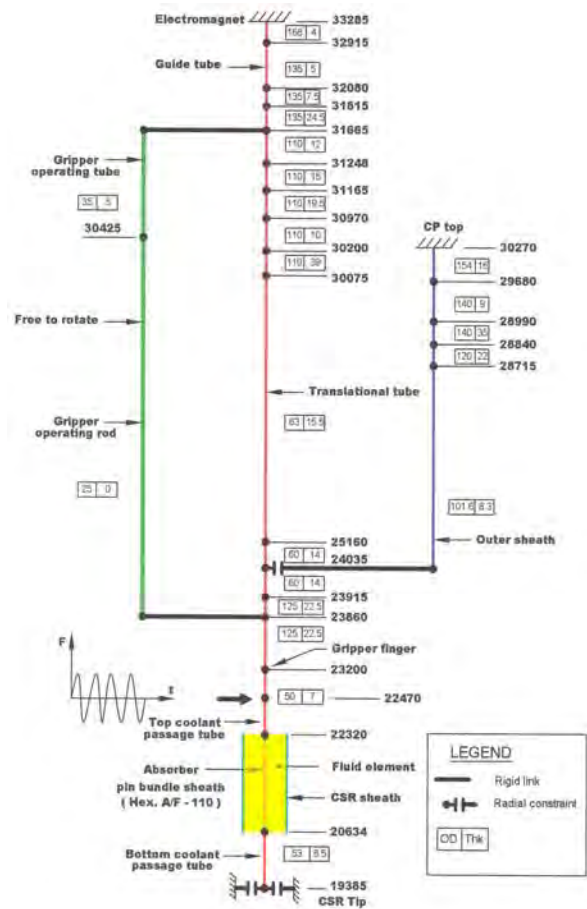 Electromagnet
33285
166 4
32915
Guide tube
135 5
32080
135 7.5
31815
135 24.5
31665
110 12
Gripper
operating tube
31248
110 15
31165
35 5
110 19.5
30970
30425
110 10
CP top
30200
30270
110 39
30075
154 16
29680
140 9
Free to rotate
28990
140 35
28840
120 22
28715
Translational tube
Gripper
operating rod
63 15.5
25 0
101.6 8.3
25160
Outer sheath
60 14
24035
60 14
23915
125 22.5
23860
125 22.5
F
Gripper finger
23200
t
50 7
22470
Top coolant
passage tube
22320
LEGEND
Absorber
Fluid element
Rigid link
pin bundle sheath
CSR sheath
( Hex. A/F - 110 )
Radial constraint
20634
OD Thk
Bottom coolant
passage tube
53 6.5
19385
CSR Tip